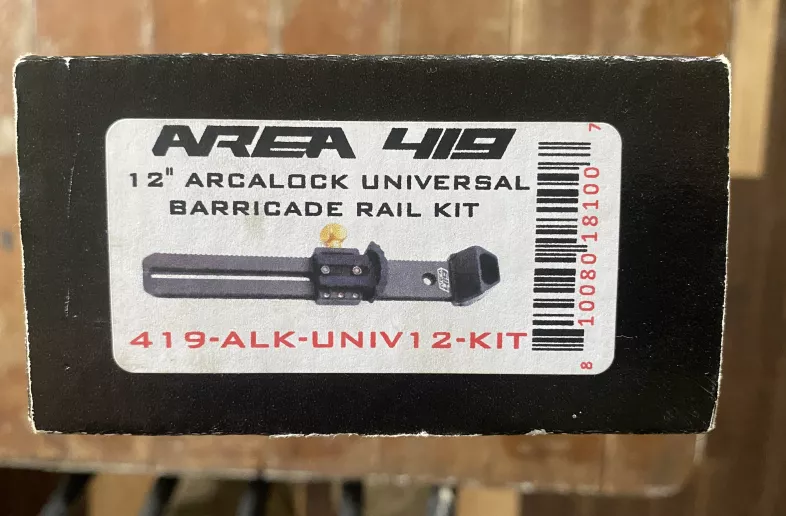 AREA 419
12" ARCALOCK UNIVERSAL
BARRICADE RAIL KIT
419-ALK-UNIV12-KIT
8 10080 18100 7